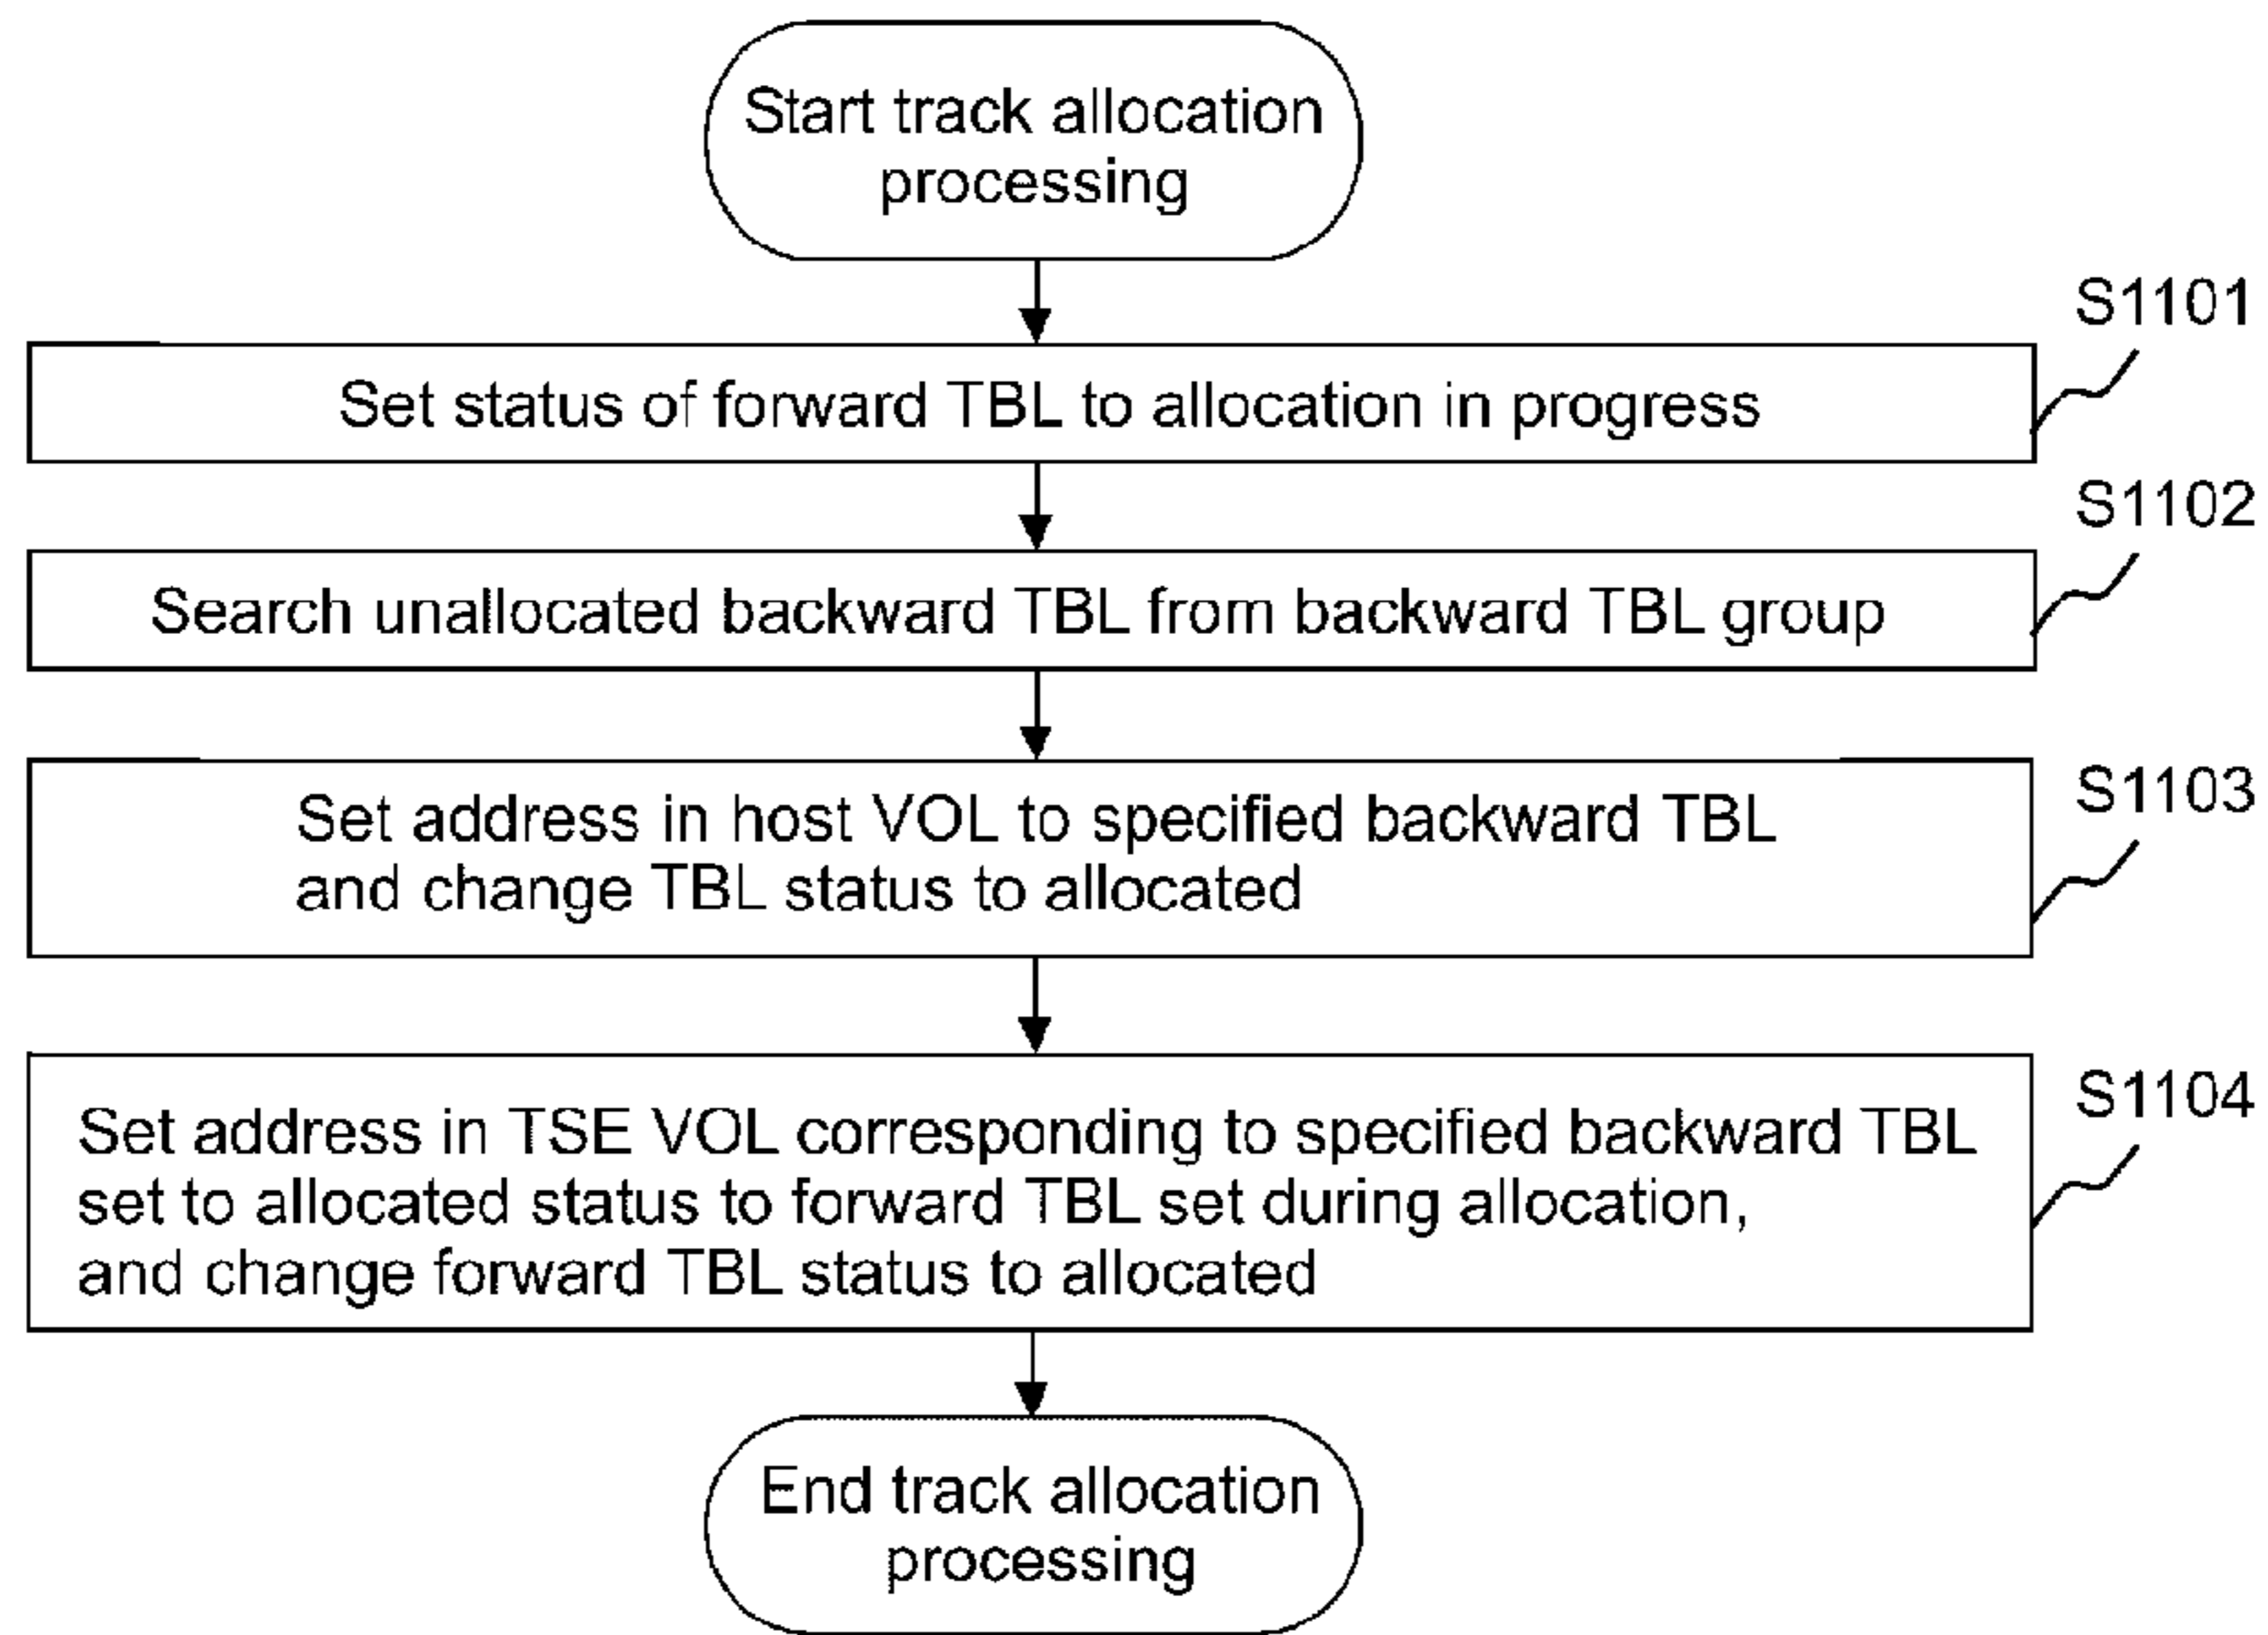 Start track allocation
processing
S1101
Set status of forward TBL to allocation in progress
S1102
Search unallocated backward TBL from backward TBL group
S1103
Set address in host VOL to specified backward TBL
and change TBL status to allocated
S1104
Set address in TSE VOL corresponding to specified backward TBL
set to allocated status to forward TBL set during allocation,
and change forward TBL status to allocated
End track allocation
processing